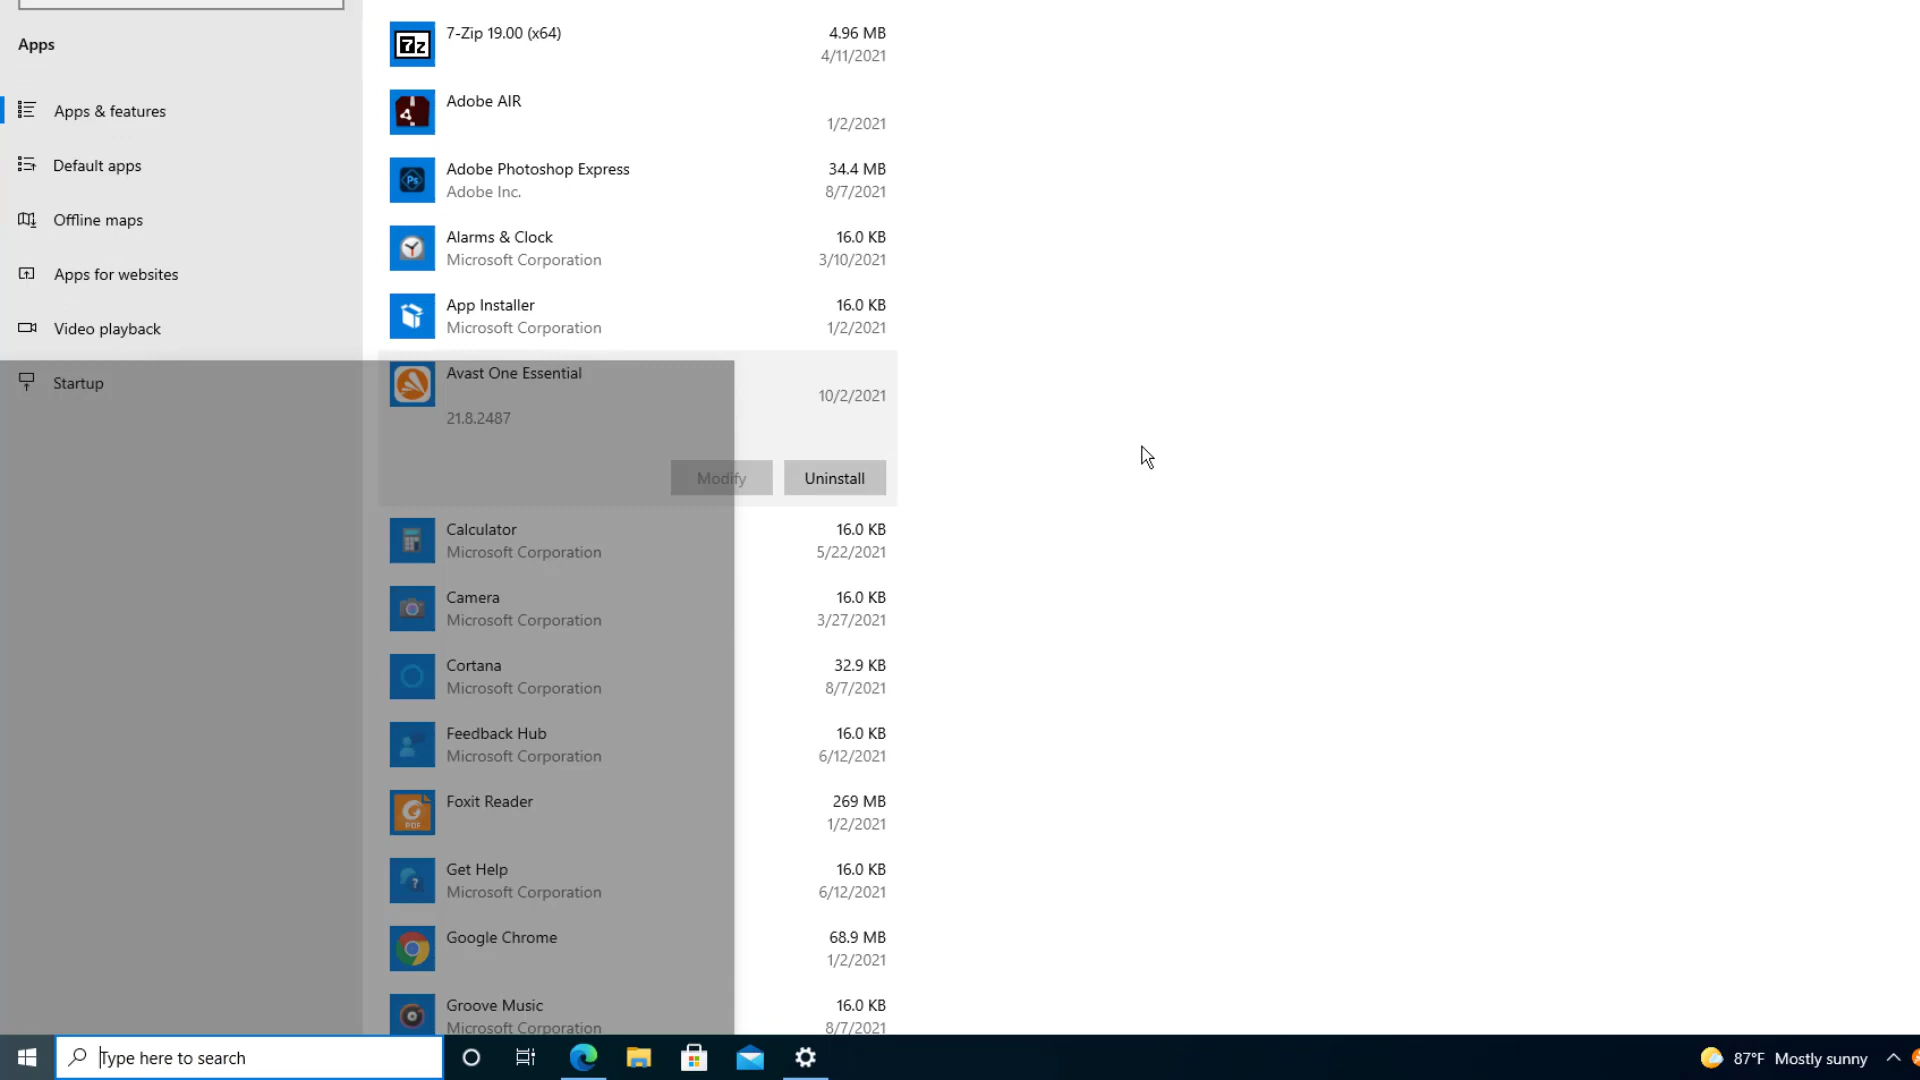 Apps
Apps & features
Default apps
Offline maps
Apps for websites
Video playback
Startup
7-Zip 19.00 (x64)
4.96 MB
4/11/2021
Adobe AIR
1/2/2021
Adobe Photoshop Express
34.4 MB
Adobe Inc.
8/7/2021
Alarms & Clock
16.0 KB
Microsoft Corporation
3/10/2021
App Installer
16.0 KB
Microsoft Corporation
1/2/2021
Avast One Essential
10/2/2021
21.8.2487
Modify
Uninstall
Calculator
16.0 KB
Microsoft Corporation
5/22/2021
Camera
16.0 KB
Microsoft Corporation
3/27/2021
Cortana
32.9 KB
Microsoft Corporation
8/7/2021
Feedback Hub
16.0 KB
Microsoft Corporation
6/12/2021
Foxit Reader
269 MB
1/2/2021
Get Help
16.0 KB
Microsoft Corporation
6/12/2021
Google Chrome
68.9 MB
1/2/2021
Groove Music
16.0 KB
Microsoft Corporation
8/7/2021
Type here to search
87°F Mostly sunny